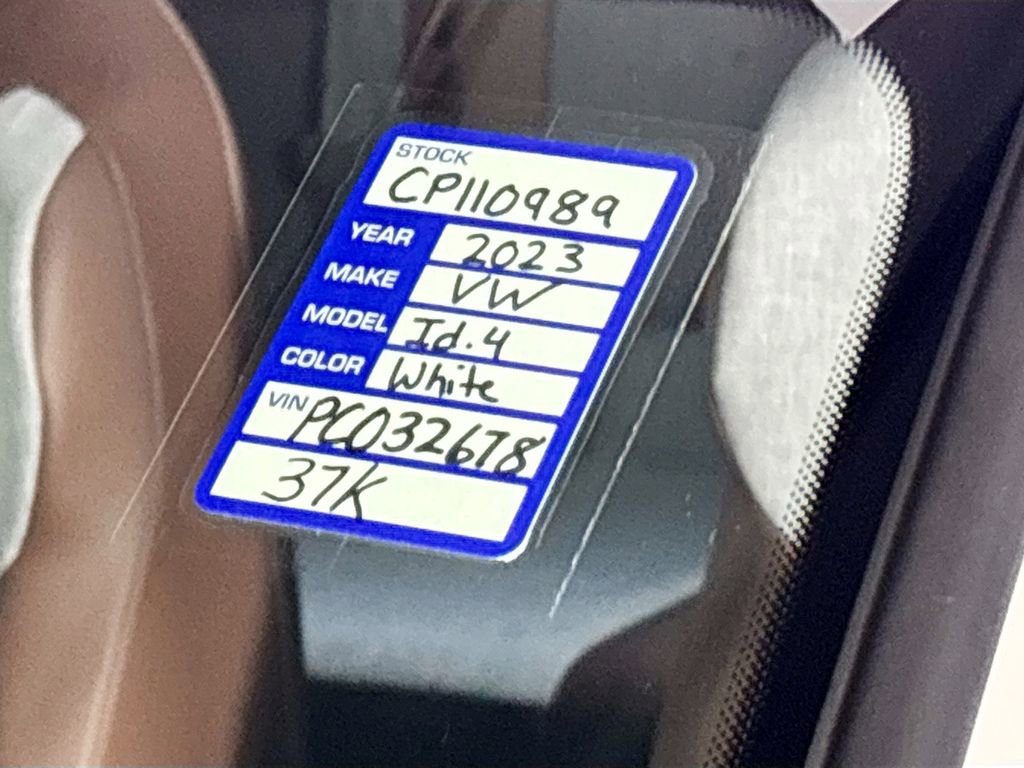 STOCK
CP110989
YEAR 2023
MAKE VW
MODEL Id.4
COLOR White
VIN PC032678
37K